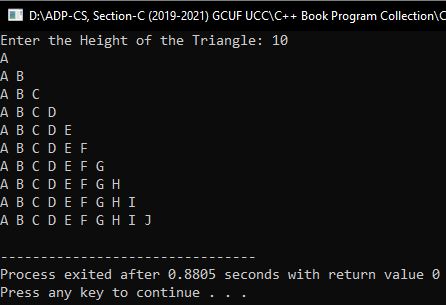 D:\ADP-CS, Section-C (2019-2021) GCUF UCC\C++ Book Program Collection\C
Enter the Height of the Triangle: 10
A
A B
A B C
A B C D
A B C D E
A B C D E F
A B C D E F G
A B C D E F G H
A B C D E F G H I
A B C D E F G H I J
--------------------------------
Process exited after 0.8805 seconds with return value 0
Press any key to continue . . .